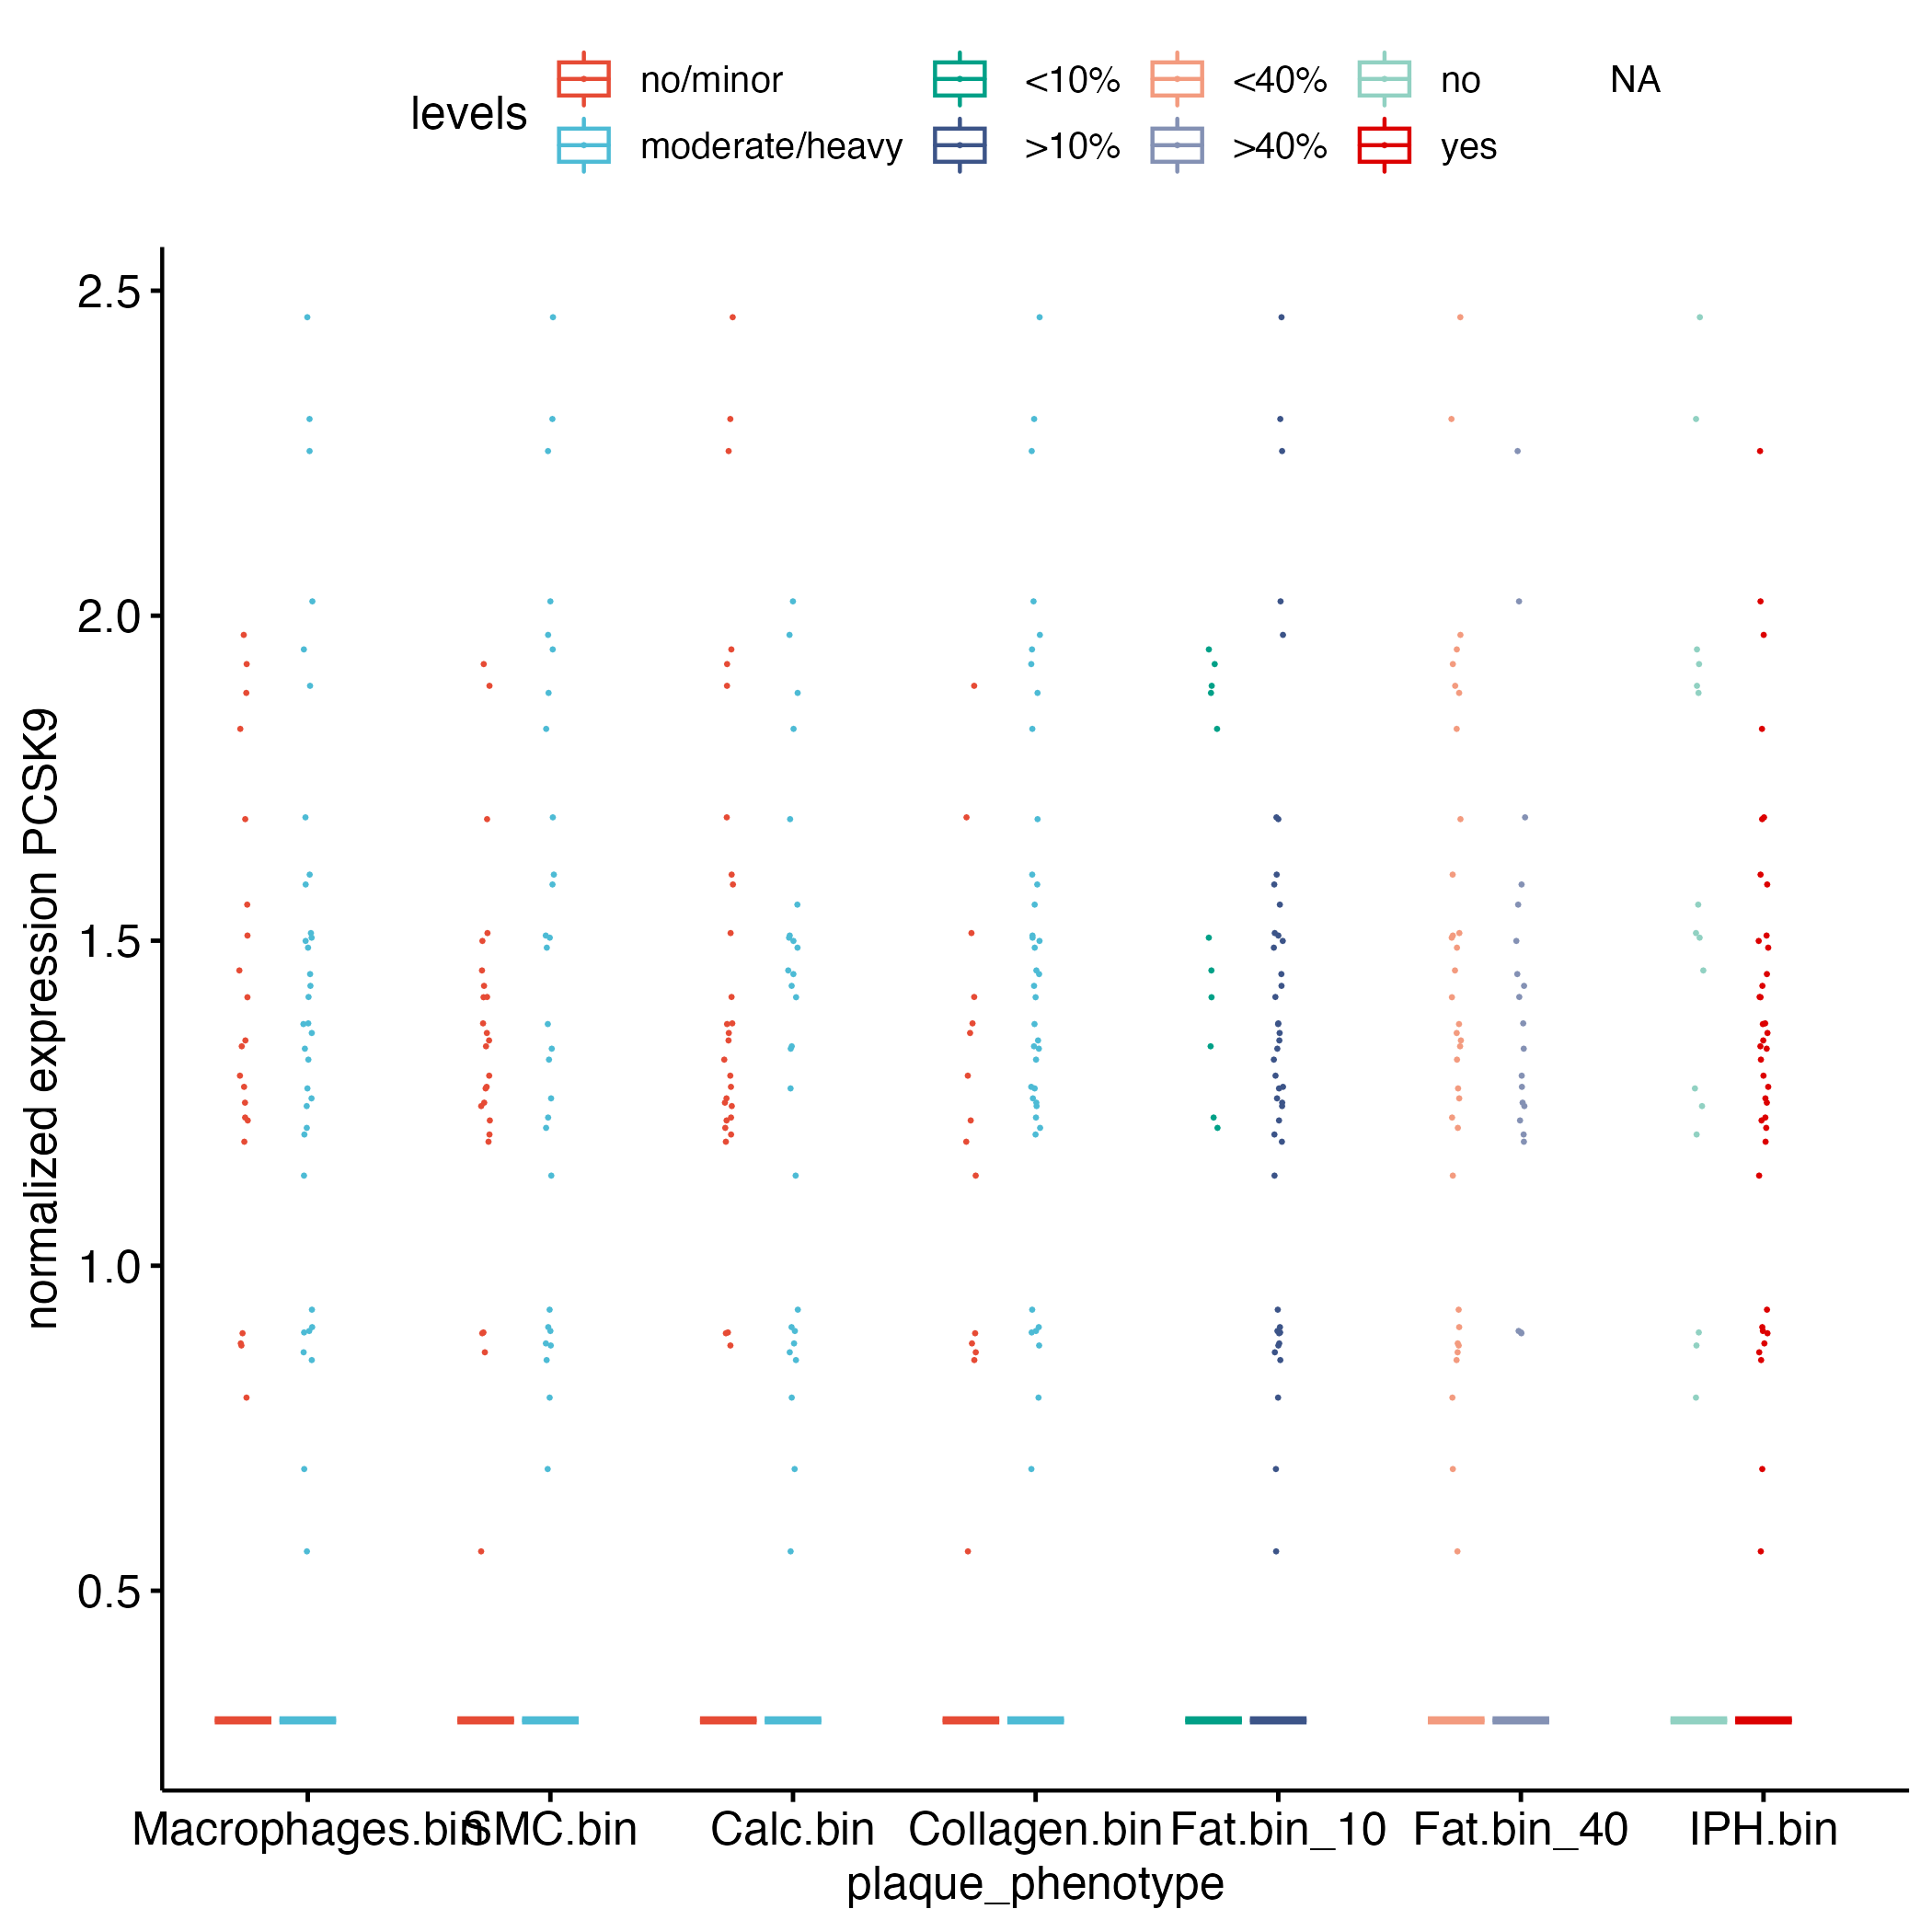 levels
no/minor
<10%
<40%
no
NA
moderate/heavy
>10%
>40%
yes
normalized expression PCSK9
2.5
2.0
1.5
1.0
0.5
Macrophages.bin
SMC.bin
Calc.bin
Collagen.bin
Fat.bin_10
Fat.bin_40
IPH.bin
plaque_phenotype